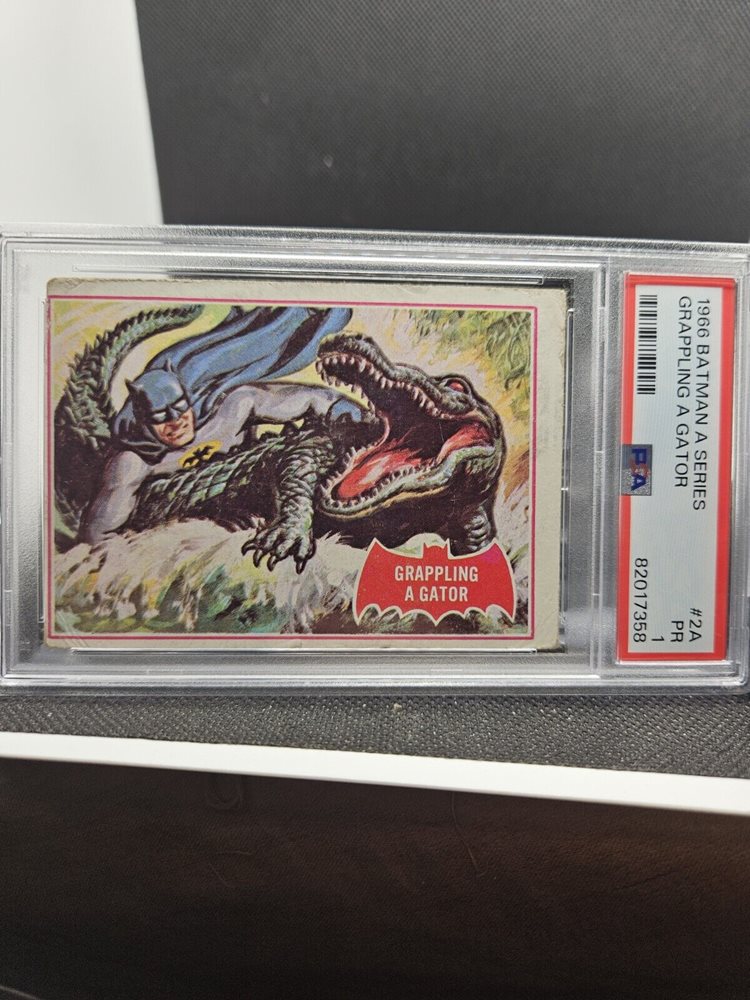 GRAPPLING
A GATOR
1966 BATMAN A SERIES #2A
GRAPPLING A GATOR PR 1
PSA 82017358